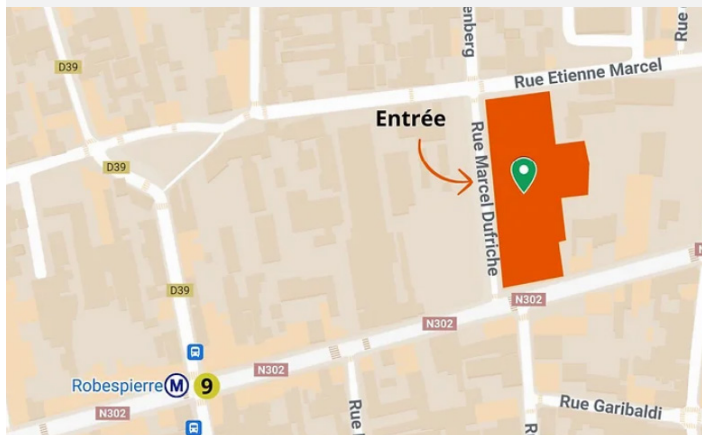 enberg
Rue
D39
Rue Etienne Marcel
Entrée
Rue Marcel Dufriche
D39
D39
N302
N302
N302
Robespierre M 9
N302
Rue Garibaldi
Rue
R